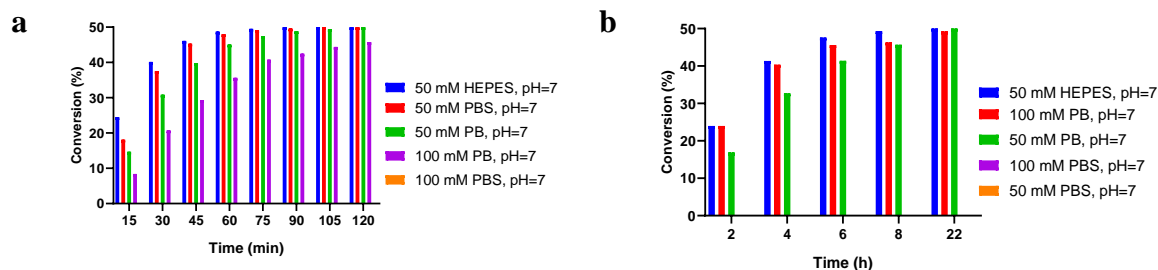 a
50
40
30
20
10
0
Conversion (%)
15 30 45 60 75 90 105 120
Time (min)
50 mM HEPES, pH=7
50 mM PBS, pH=7
50 mM PB, pH=7
100 mM PB, pH=7
100 mM PBS, pH=7
b
50
40
30
20
10
0
Conversion (%)
2 4 6 8 22
Time (h)
50 mM HEPES, pH=7
100 mM PB, pH=7
50 mM PB, pH=7
100 mM PBS, pH=7
50 mM PBS, pH=7